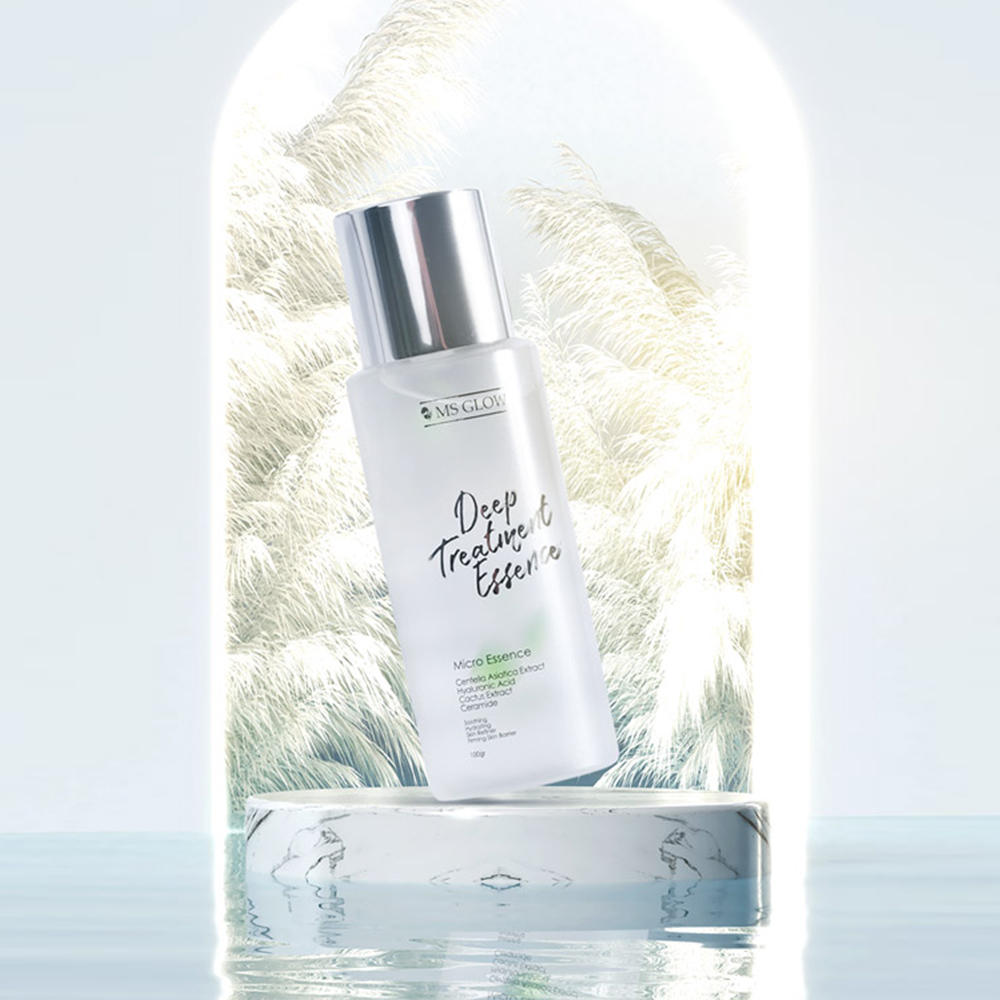 MS GLOW
Deep
Treatment
Essence
Micro Essence
Centella Asiatica Extract
Hyaluronic Acid
Cactus Extract
Ceramide
Soothing
Hydrating
Skin Refiner
Firming Skin Barrier
100gr